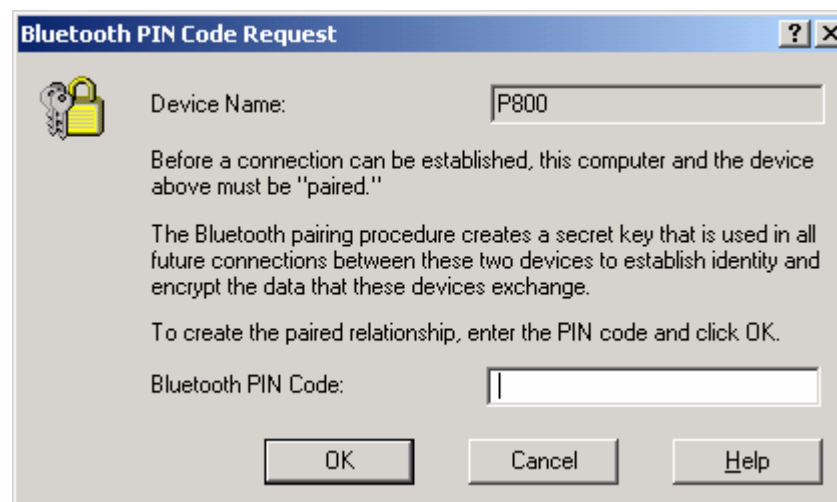 Bluetooth PIN Code Request
Device Name: P800
Before a connection can be established, this computer and the device
above must be "paired."
The Bluetooth pairing procedure creates a secret key that is used in all
future connections between these two devices to establish identity and
encrypt the data that these devices exchange.
To create the paired relationship, enter the PIN code and click OK.
Bluetooth PIN Code:
OK Cancel Help